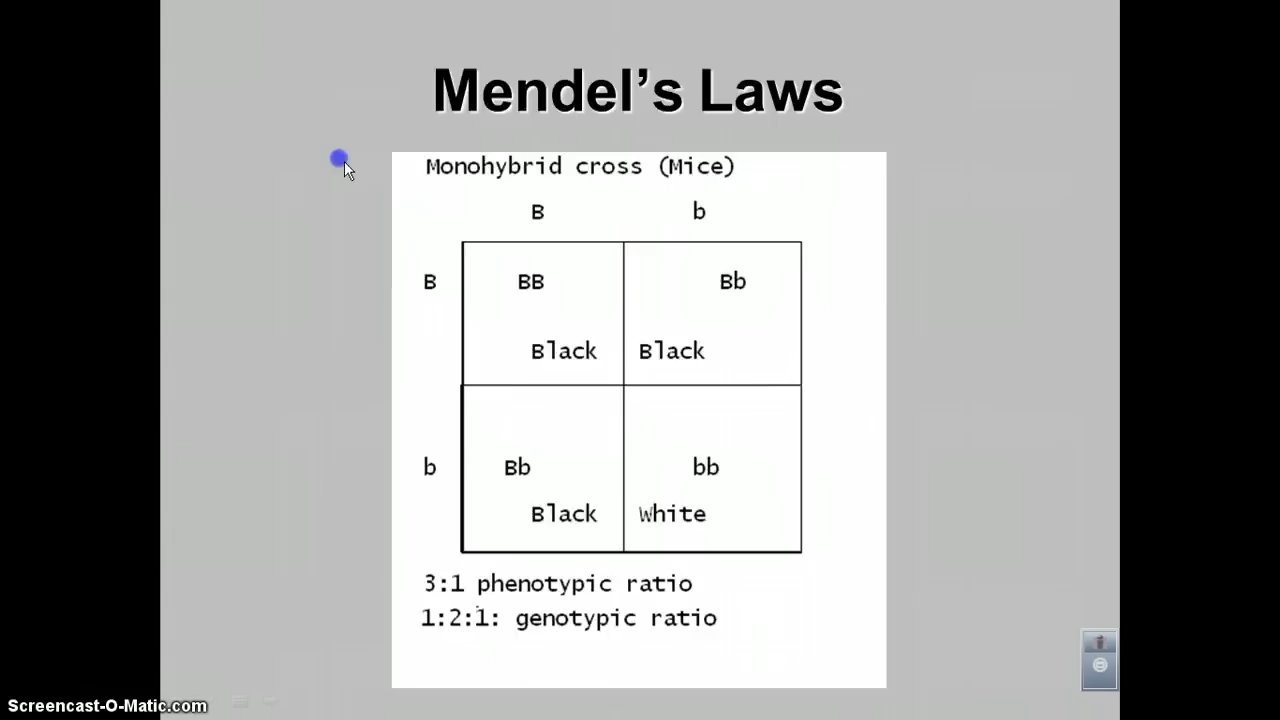 Mendel's Laws
Monohybrid cross (Mice)
B b
B BB Bb
Black Black
b Bb bb
Black White
3:1 phenotypic ratio
1:2:1: genotypic ratio
Screencast-O-Matic.com